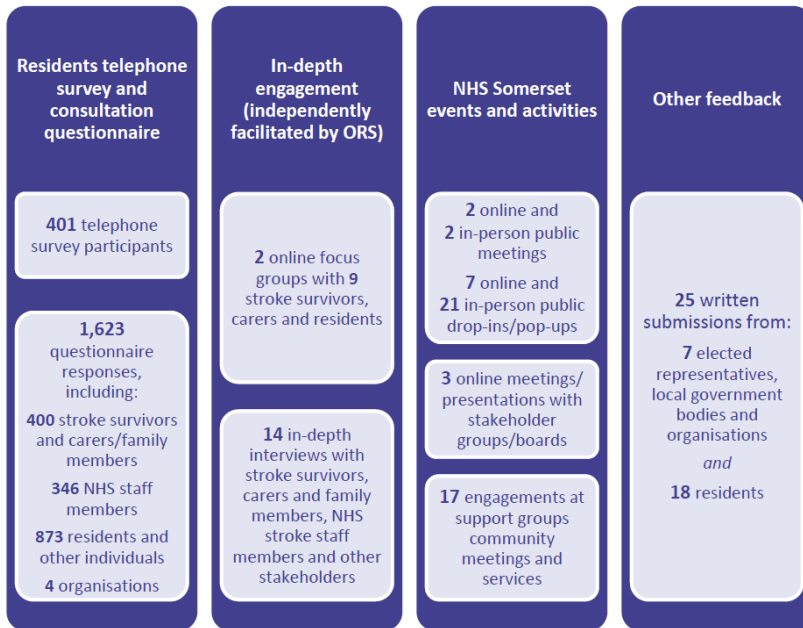 Residents telephone
survey and
consultation
questionnaire
401 telephone
survey participants
1,623
questionnaire
responses,
including:
400 stroke survivors
and carers/family
members
346 NHS staff
members
873 residents and
other individuals
4 organisations
In-depth
engagement
(independently
facilitated by ORS)
2 online focus
groups with 9
stroke survivors,
carers and residents
14 in-depth
interviews with
stroke survivors,
carers and family
members, NHS
stroke staff
members and other
stakeholders
NHS Somerset
events and activities
2 online and
2 in-person public
meetings
7 online and
21 in-person public
drop-ins/pop-ups
3 online meetings/
presentations with
stakeholder
groups/boards
17 engagements at
support groups
community
meetings and
services
Other feedback
25 written
submissions from:
7 elected
representatives,
local government
bodies and
organisations
and
18 residents